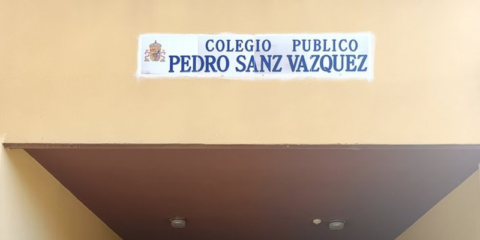 COLEGIO PUBLICO
PEDRO SANZ VAZQUEZ